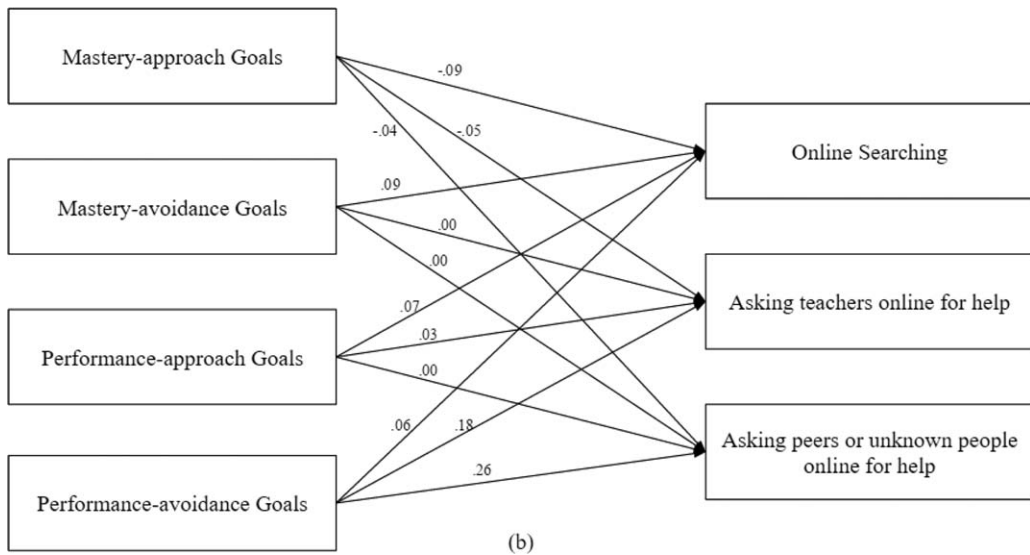 Mastery-approach Goals
Mastery-avoidance Goals
Performance-approach Goals
Performance-avoidance Goals
-.09
-.04
-.05
.09
.00
.00
.07
.03
.00
.06
.18
.26
Online Searching
Asking teachers online for help
Asking peers or unknown people
online for help
(b)